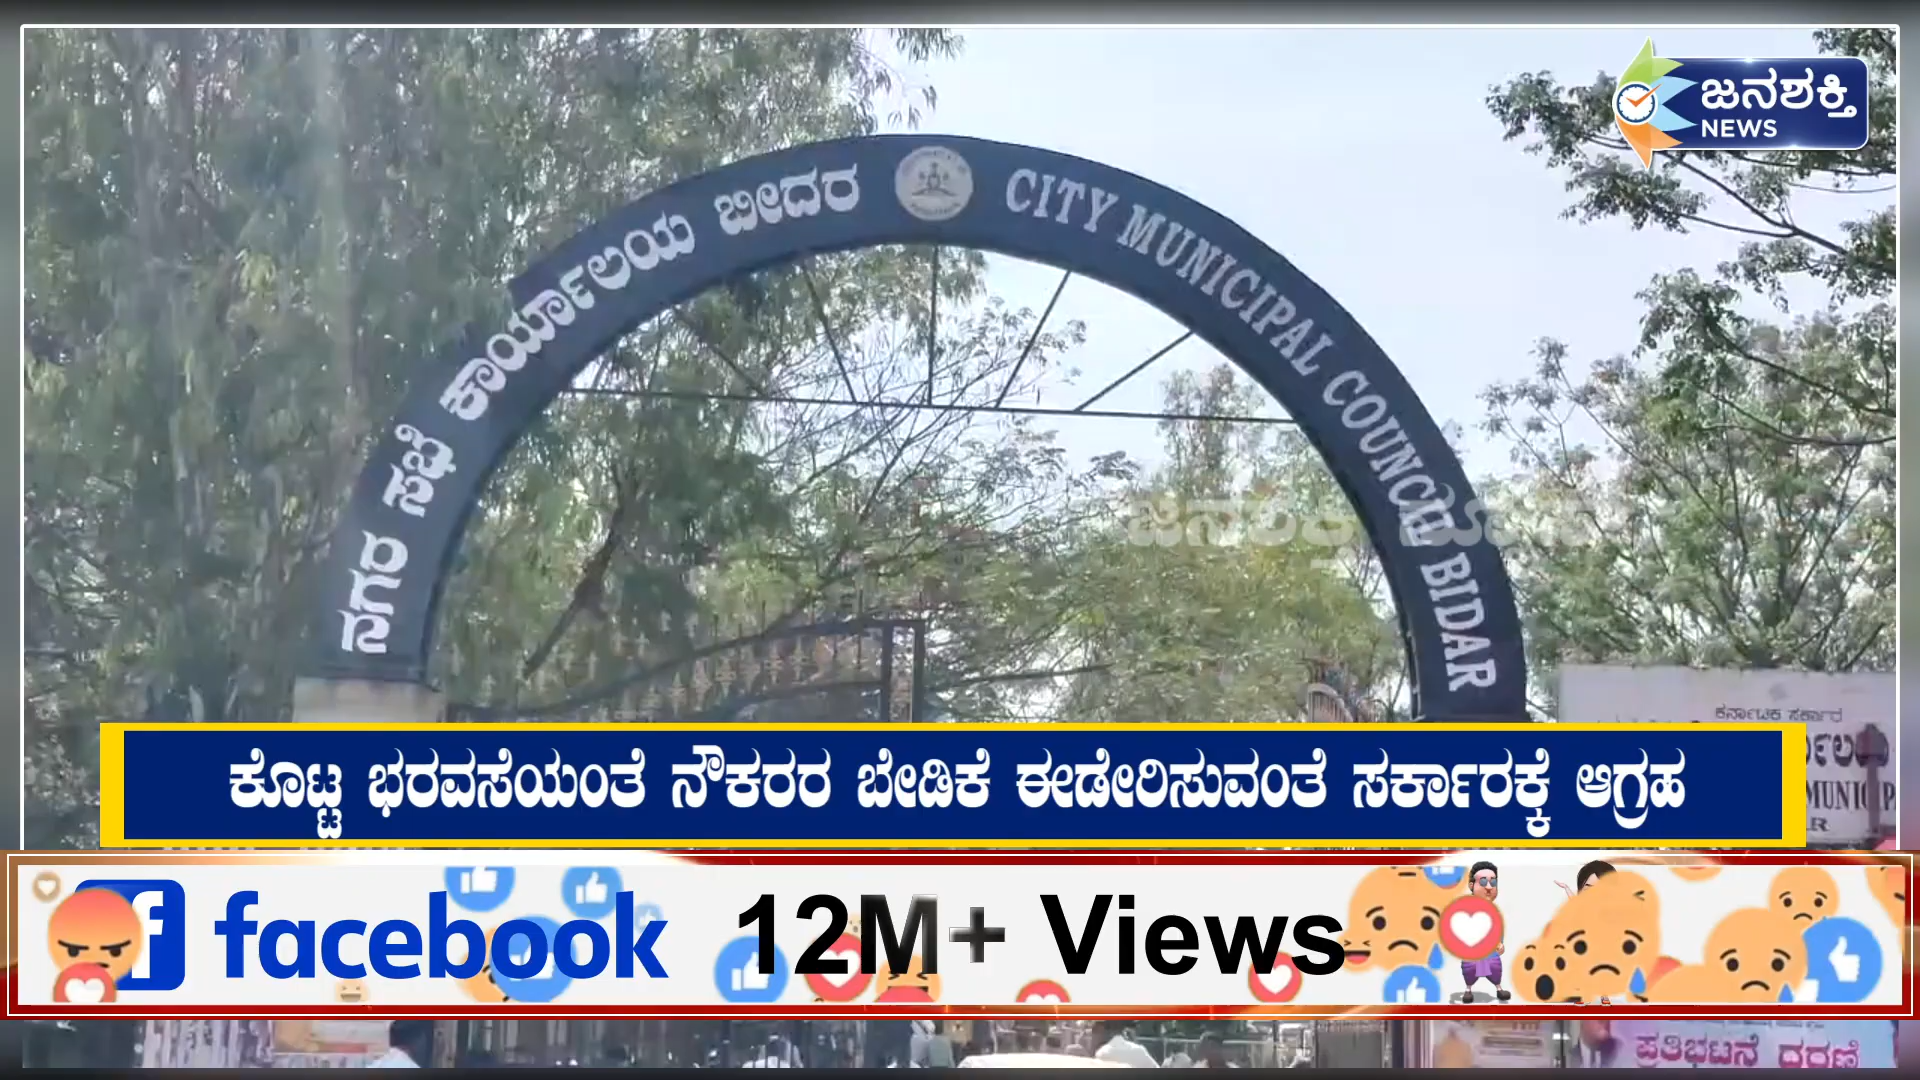 ಜನಶಕ್ತಿ
NEWS
ನಗರ ಸಭೆ ಕಾರ್ಯಾಲಯ ಬೀದರ
CITY MUNICIPAL COUNCIL BIDAR
ಜನಶಕ್ತಿ
ಕರ್ನಾಟಕ ಸರ್ಕಾರ
ಕೊಟ್ಟ ಭರವಸೆಯಂತೆ ನೌಕರರ ಬೇಡಿಕೆ ಈಡೇರಿಸುವಂತೆ ಸರ್ಕಾರಕ್ಕೆ ಆಗ್ರಹ
facebook 12M+ Views
ಪ್ರತಿಭಟನೆ ಧರಣಿ